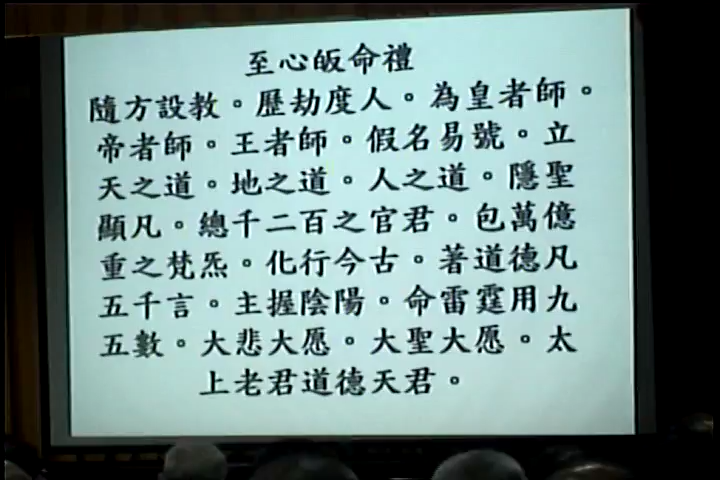 至心皈命禮
隨方設教。歷劫度人。為皇者師。
帝者師。王者師。假名易號。立
天之道。地之道。人之道。隱聖
顯凡。總千二百之官君。包萬億
重之梵炁。化行今古。著道德凡
五千言。主握陰陽。命雷霆用九
五數。大悲大愿。大聖大愿。太
上老君道德天君。